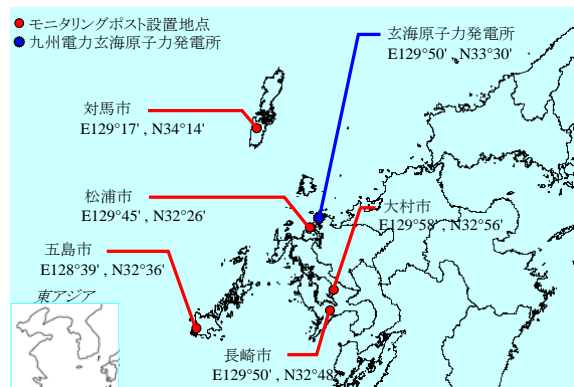 モニタリングポスト設置地点
九州電力玄海原子力発電所
玄海原子力発電所
E129°50' , N33°30'
対馬市
E129°17' , N34°14'
松浦市
E129°45' , N32°26'
大村市
E129°58' , N32°56'
五島市
E128°39' , N32°36'
東アジア
長崎市
E129°50' , N32°48'